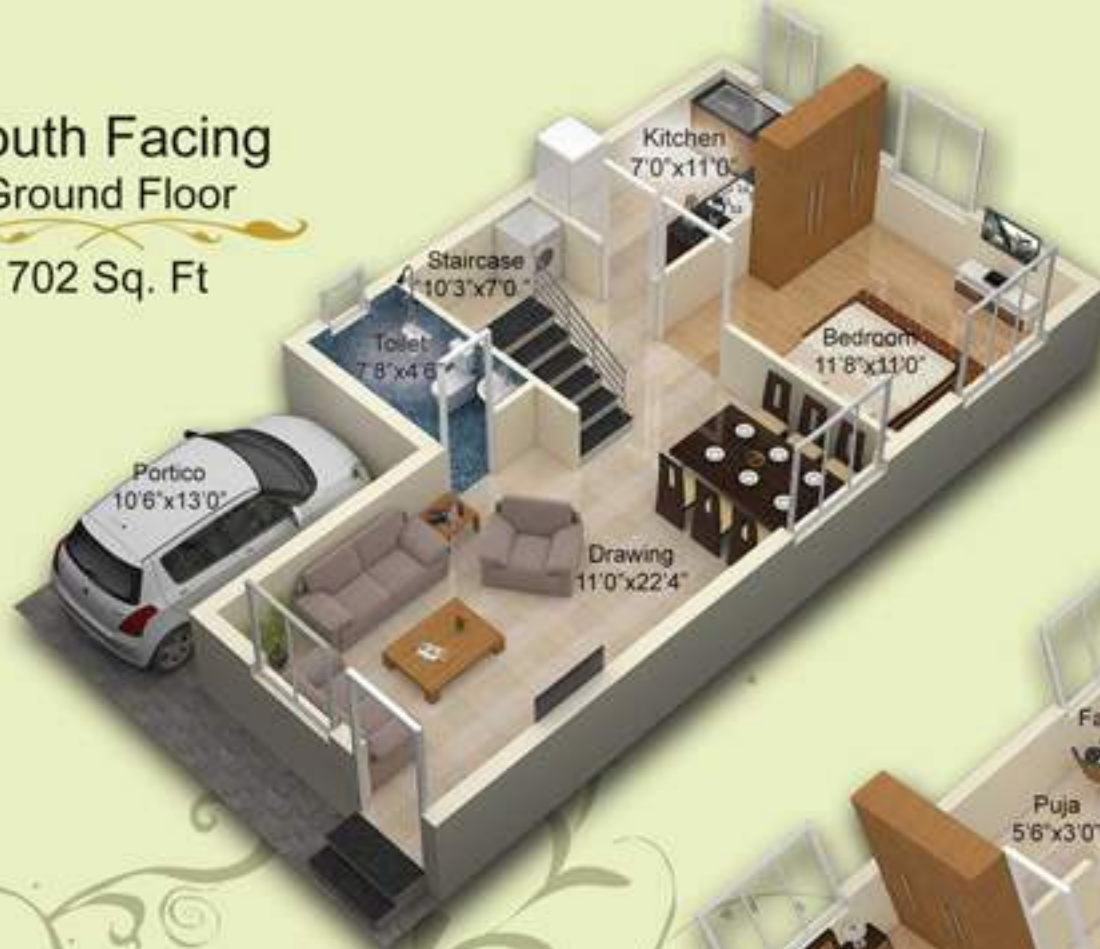 outh Facing
Ground Floor
702 Sq. Ft
Kitchen
7'0"x11'0"
Staircase
10'3"x7'0"
Toilet
7'8"x4'6"
Bedroom
11'8"x11'0"
Portico
10'6"x13'0"
Drawing
11'0"x22'4"
Fa
Puja
5'6"x3'0"